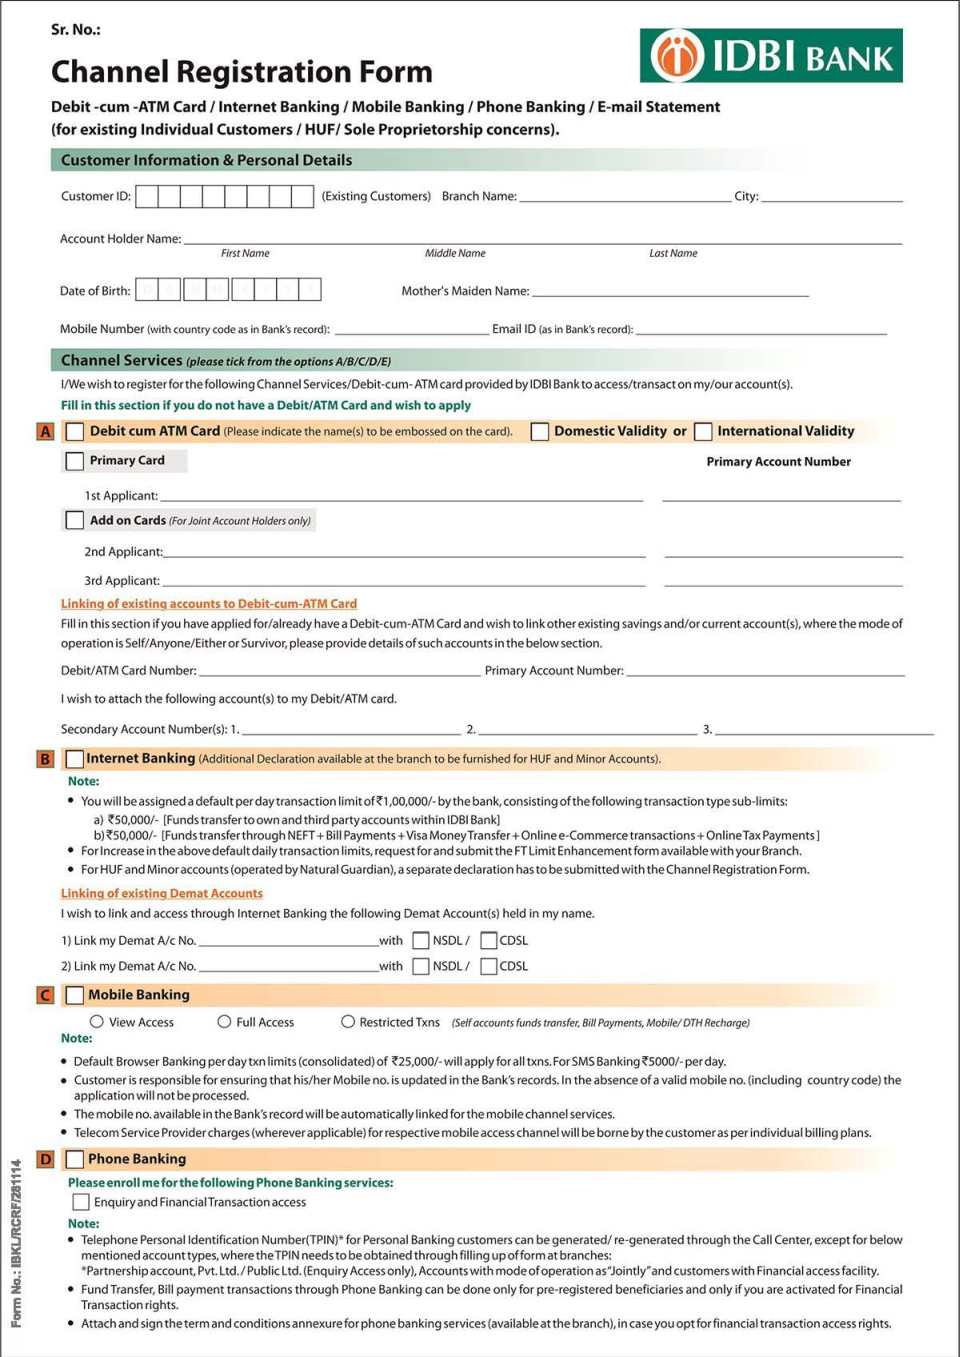 Sr. No.:
IDBI BANK
Channel Registration Form
Debit -cum -ATM Card / Internet Banking / Mobile Banking / Phone Banking / E-mail Statement
(for existing Individual Customers / HUF/ Sole Proprietorship concerns).
Customer Information & Personal Details
Customer ID: (Existing Customers) Branch Name: City:
Account Holder Name:
First Name Middle Name Last Name
Date of Birth: Mother's Maiden Name:
Mobile Number (with country code as in Bank's record): Email ID (as in Bank's record):
Channel Services (please tick from the options A/B/C/D/E)
I/We wish to register for the following Channel Services/Debit-cum- ATM card provided by IDBI Bank to access/transact on my/our account(s).
Fill in this section if you do not have a Debit/ATM Card and wish to apply
A Debit cum ATM Card (Please indicate the name(s) to be embossed on the card). Domestic Validity or International Validity
Primary Card Primary Account Number
1st Applicant:
Add on Cards (For Joint Account Holders only)
2nd Applicant:
3rd Applicant:
Linking of existing accounts to Debit-cum-ATM Card
Fill in this section if you have applied for/already have a Debit-cum-ATM Card and wish to link other existing savings and/or current account(s), where the mode of
operation is Self/Anyone/Either or Survivor, please provide details of such accounts in the below section.
Debit/ATM Card Number: Primary Account Number:
I wish to attach the following account(s) to my Debit/ATM card.
Secondary Account Number(s): 1. 2. 3.
B Internet Banking (Additional Declaration available at the branch to be furnished for HUF and Minor Accounts).
Note:
• You will be assigned a default per day transaction limit of ₹1,00,000/- by the bank, consisting of the following transaction type sub-limits:
a) ₹50,000/- [Funds transfer to own and third party accounts within IDBI Bank]
b) ₹50,000/- [Funds transfer through NEFT + Bill Payments + Visa Money Transfer + Online e-Commerce transactions + Online Tax Payments ]
• For Increase in the above default daily transaction limits, request for and submit the FT Limit Enhancement form available with your Branch.
• For HUF and Minor accounts (operated by Natural Guardian), a separate declaration has to be submitted with the Channel Registration Form.
Linking of existing Demat Accounts
I wish to link and access through Internet Banking the following Demat Account(s) held in my name.
1) Link my Demat A/c No. with NSDL / CDSL
2) Link my Demat A/c No. with NSDL / CDSL
C Mobile Banking
View Access Full Access Restricted Txns (Self accounts funds transfer, Bill Payments, Mobile/ DTH Recharge)
Note:
• Default Browser Banking per day txn limits (consolidated) of ₹25,000/- will apply for all txns. For SMS Banking ₹5000/- per day.
• Customer is responsible for ensuring that his/her Mobile no. is updated in the Bank's records. In the absence of a valid mobile no. (including country code) the
application will not be processed.
• The mobile no. available in the Bank's record will be automatically linked for the mobile channel services.
• Telecom Service Provider charges (wherever applicable) for respective mobile access channel will be borne by the customer as per individual billing plans.
D Phone Banking
Please enroll me for the following Phone Banking services:
Enquiry and Financial Transaction access
Note:
• Telephone Personal Identification Number(TPIN)* for Personal Banking customers can be generated/ re-generated through the Call Center, except for below
mentioned account types, where the TPIN needs to be obtained through filling up of form at branches:
*Partnership account, Pvt. Ltd. / Public Ltd. (Enquiry Access only), Accounts with mode of operation as "Jointly" and customers with Financial access facility.
• Fund Transfer, Bill payment transactions through Phone Banking can be done only for pre-registered beneficiaries and only if you are activated for Financial
Transaction rights.
• Attach and sign the term and conditions annexure for phone banking services (available at the branch), in case you opt for financial transaction access rights.
Form No.: IBKL/RCRF/281114